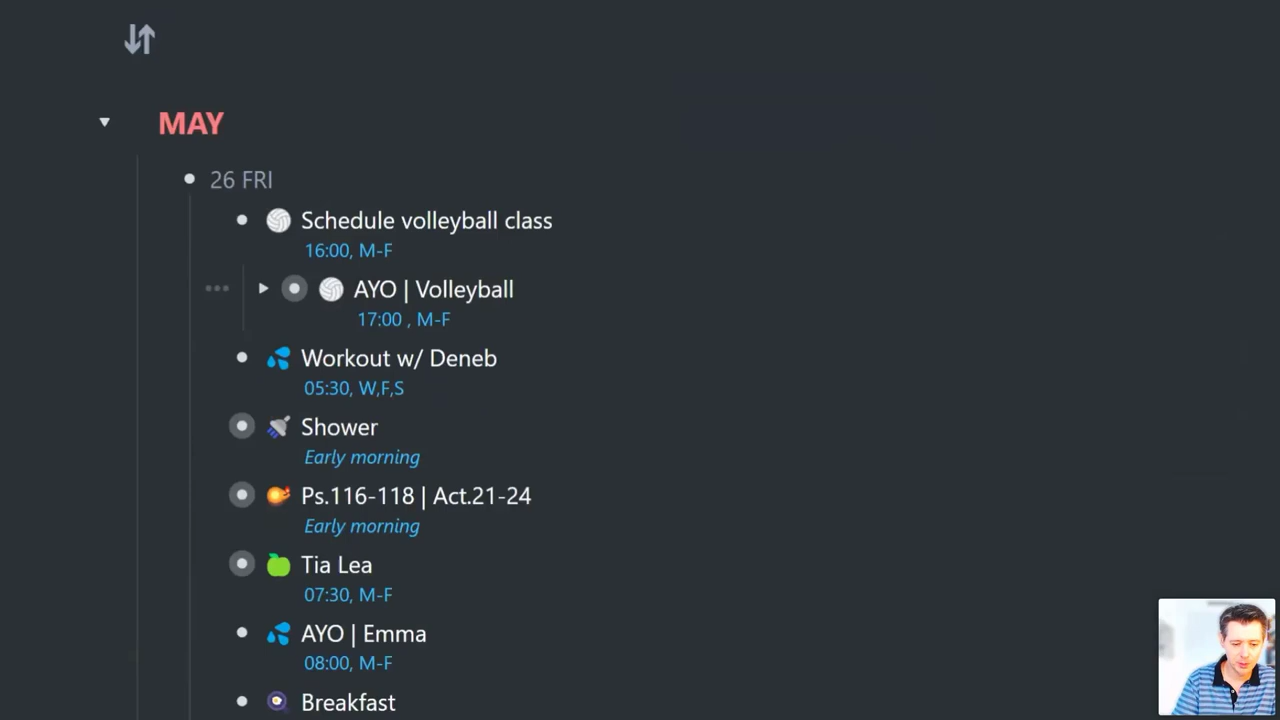 MAY
26 FRI
Schedule volleyball class
16:00, M-F
AYO | Volleyball
17:00 , M-F
Workout w/ Deneb
05:30, W,F,S
Shower
Early morning
Ps.116-118 | Act.21-24
Early morning
Tia Lea
07:30, M-F
AYO | Emma
08:00, M-F
Breakfast